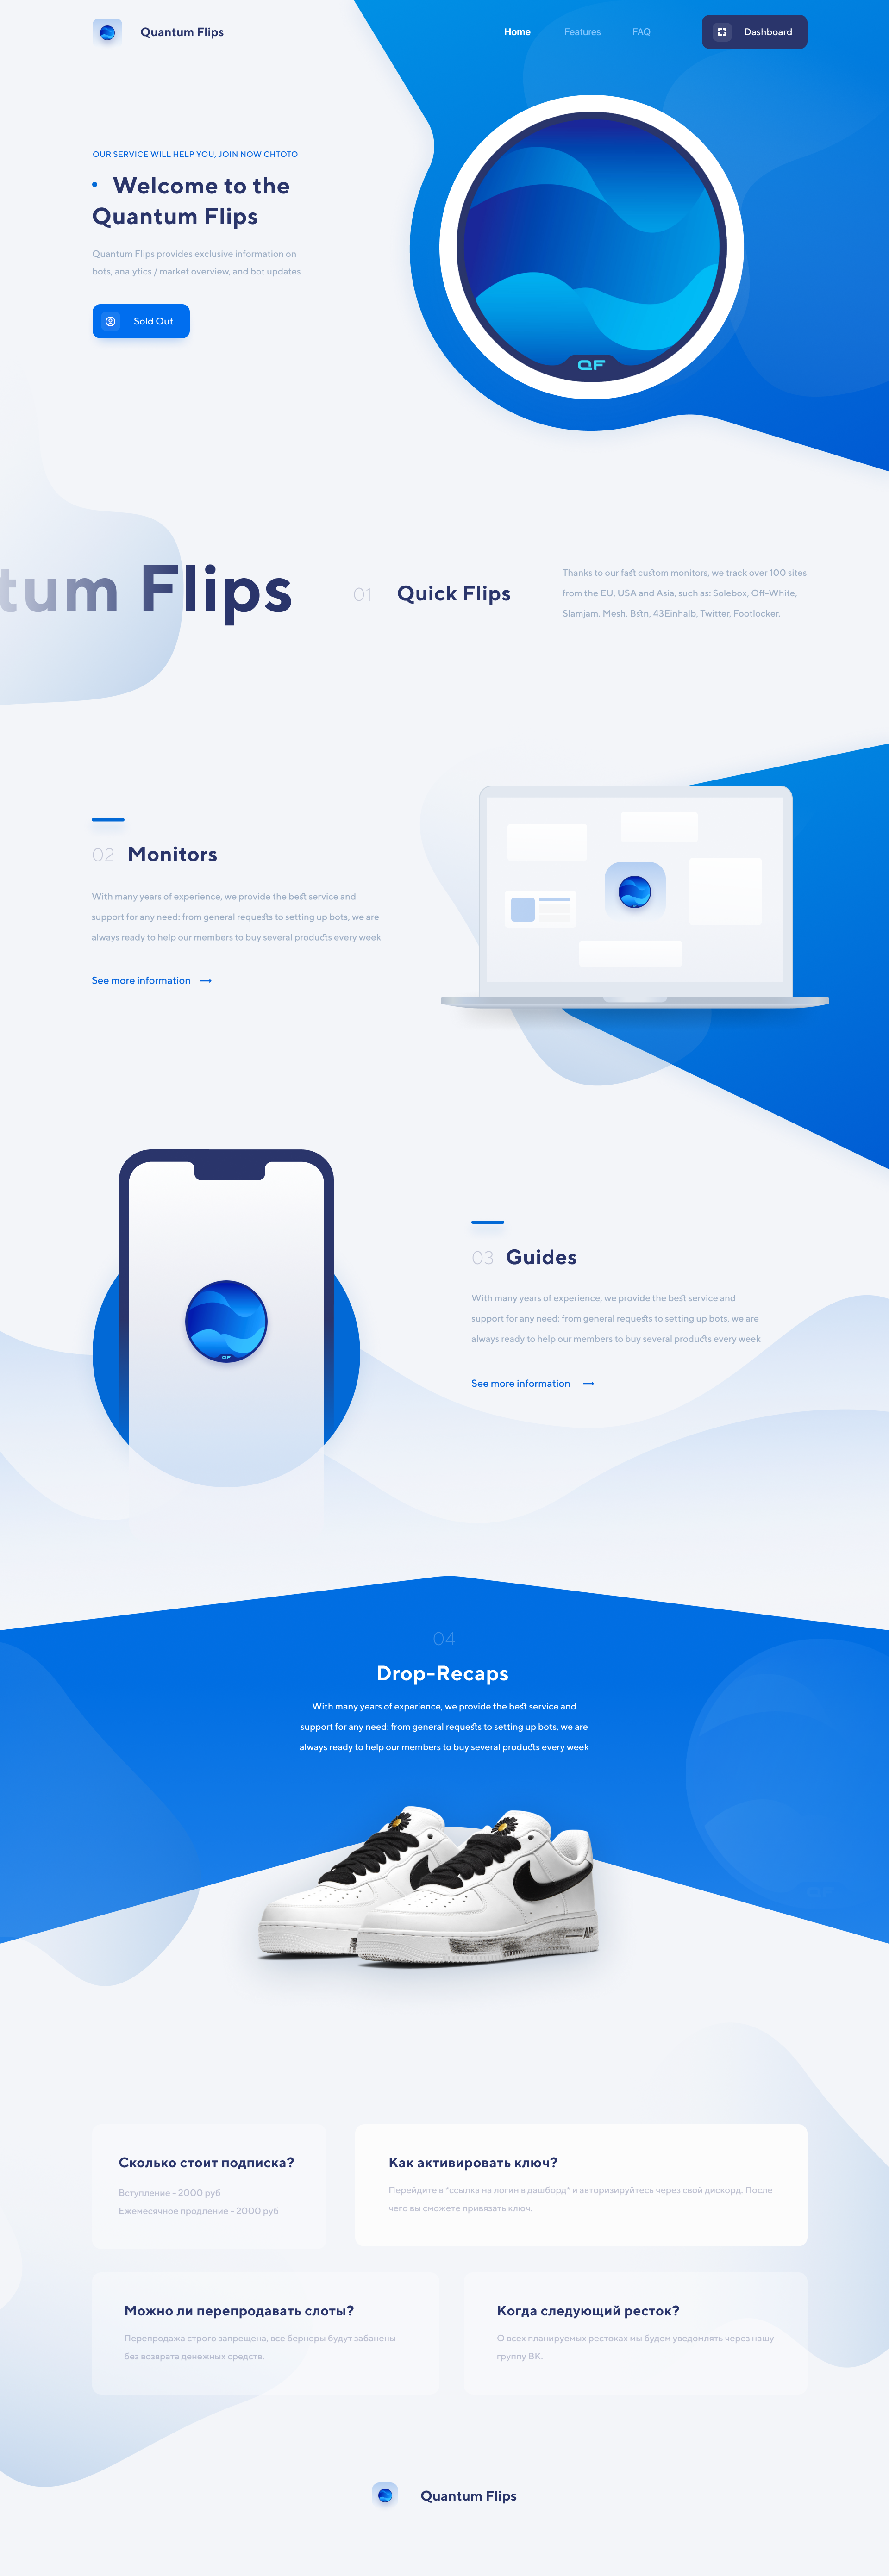 Quantum Flips
Home
Features
FAQ
Dashboard
OUR SERVICE WILL HELP YOU, JOIN NOW CHTOTO
• Welcome to the
Quantum Flips
Quantum Flips provides exclusive information on
bots, analytics / market overview, and bot updates
Sold Out
QF
tum Flips
01 Quick Flips
Thanks to our fast custom monitors, we track over 100 sites
from the EU, USA and Asia, such as: Solebox, Off-White,
Slamjam, Mesh, Bstn, 43Einhalb, Twitter, Footlocker.
02 Monitors
With many years of experience, we provide the best service and
support for any need: from general requests to setting up bots, we are
always ready to help our members to buy several products every week
See more information
QF
03 Guides
With many years of experience, we provide the best service and
support for any need: from general requests to setting up bots, we are
always ready to help our members to buy several products every week
See more information
04
Drop-Recaps
With many years of experience, we provide the best service and
support for any need: from general requests to setting up bots, we are
always ready to help our members to buy several products every week
AIR
Сколько стоит подписка?
Вступление - 2000 руб
Ежемесячное продление - 2000 руб
Как активировать ключ?
Перейдите в "ссылка на логин в дашборд" и авторизируйтесь через свой дискорд. После
чего вы сможете привязать ключ.
Можно ли перепродавать слоты?
Перепродажа строго запрещена, все бернеры будут забанены
без возврата денежных средств.
Когда следующий ресток?
О всех планируемых рестоках мы будем уведомлять через нашу
группу ВК.
Quantum Flips